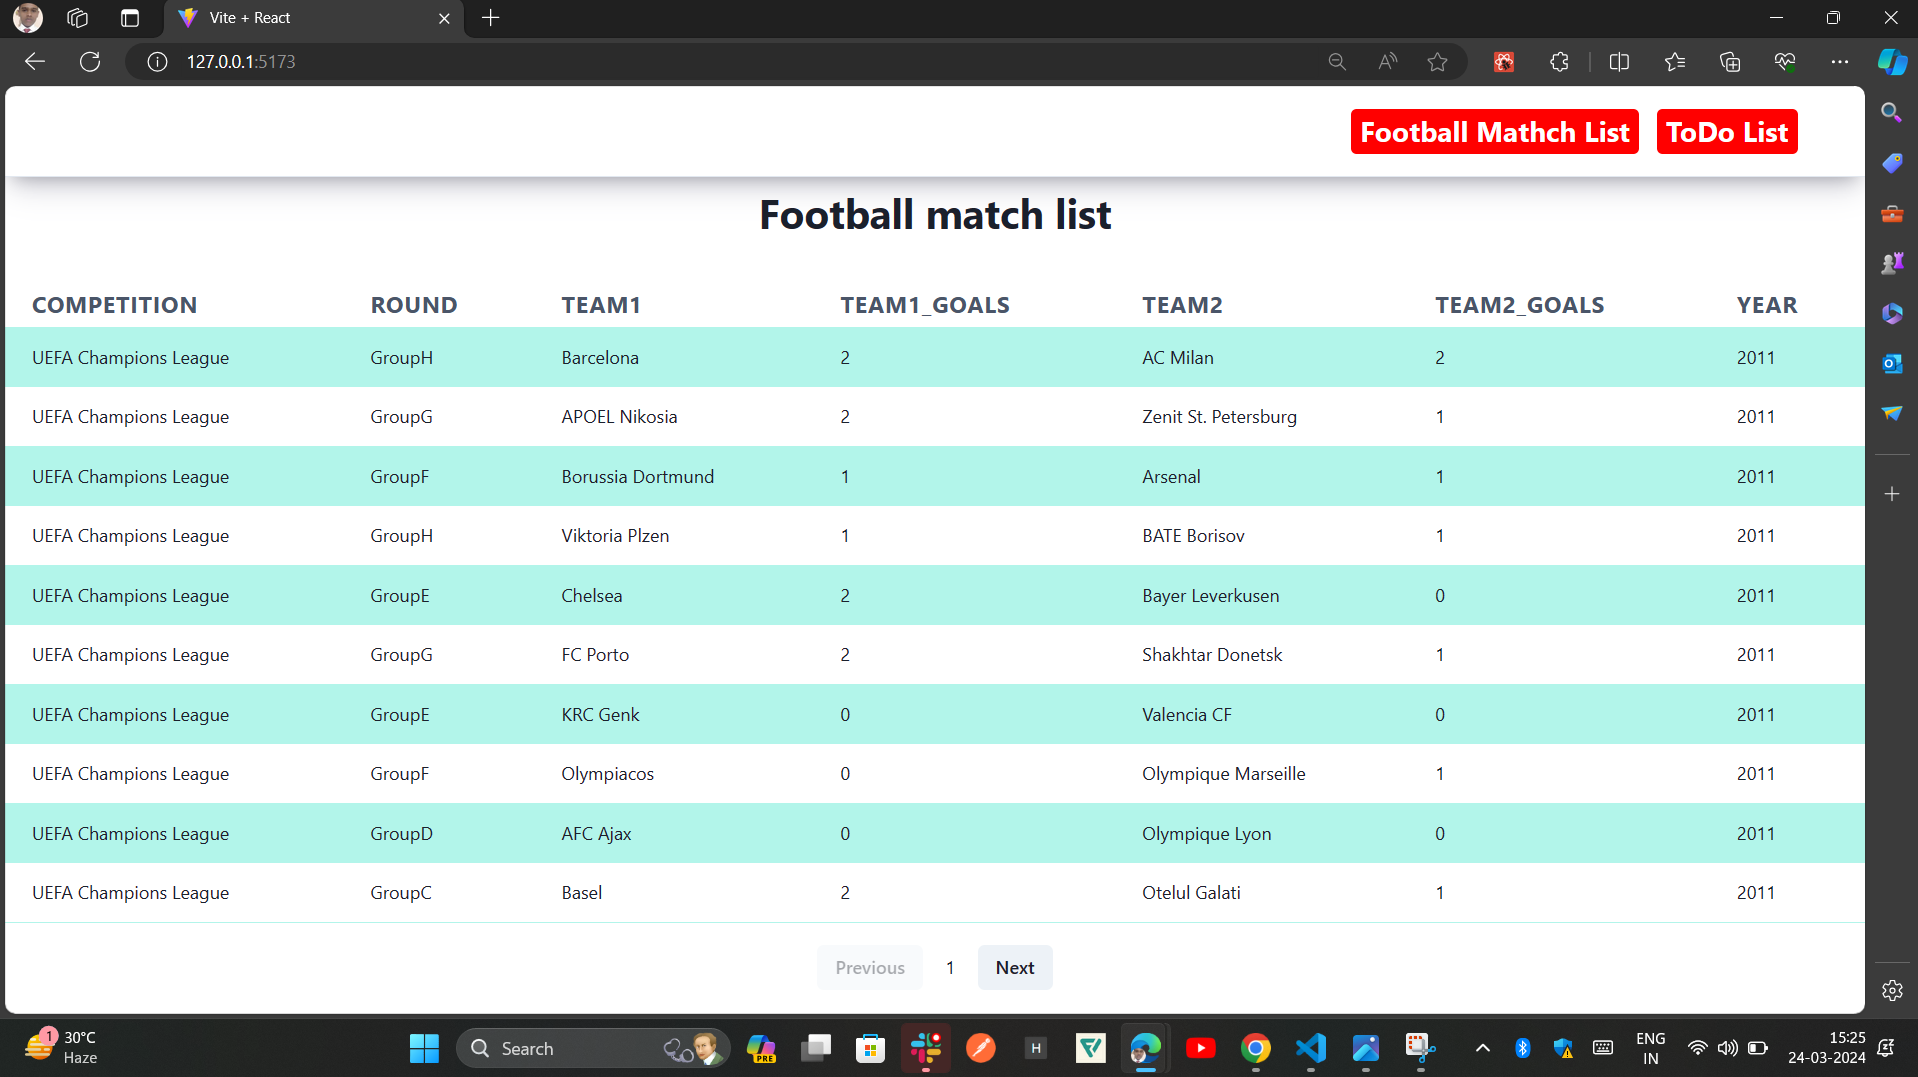 Vite + React
127.0.0.1:5173
Football Mathch List ToDo List
Football match list
COMPETITION ROUND TEAM1 TEAM1_GOALS TEAM2 TEAM2_GOALS YEAR
UEFA Champions League GroupH Barcelona 2 AC Milan 2 2011
UEFA Champions League GroupG APOEL Nikosia 2 Zenit St. Petersburg 1 2011
UEFA Champions League GroupF Borussia Dortmund 1 Arsenal 1 2011
UEFA Champions League GroupH Viktoria Plzen 1 BATE Borisov 1 2011
UEFA Champions League GroupE Chelsea 2 Bayer Leverkusen 0 2011
UEFA Champions League GroupG FC Porto 2 Shakhtar Donetsk 1 2011
UEFA Champions League GroupE KRC Genk 0 Valencia CF 0 2011
UEFA Champions League GroupF Olympiacos 0 Olympique Marseille 1 2011
UEFA Champions League GroupD AFC Ajax 0 Olympique Lyon 0 2011
UEFA Champions League GroupC Basel 2 Otelul Galati 1 2011
Previous 1 Next
1 30°C
Haze
Search
PRE
H
ENG
IN
15:25
24-03-2024